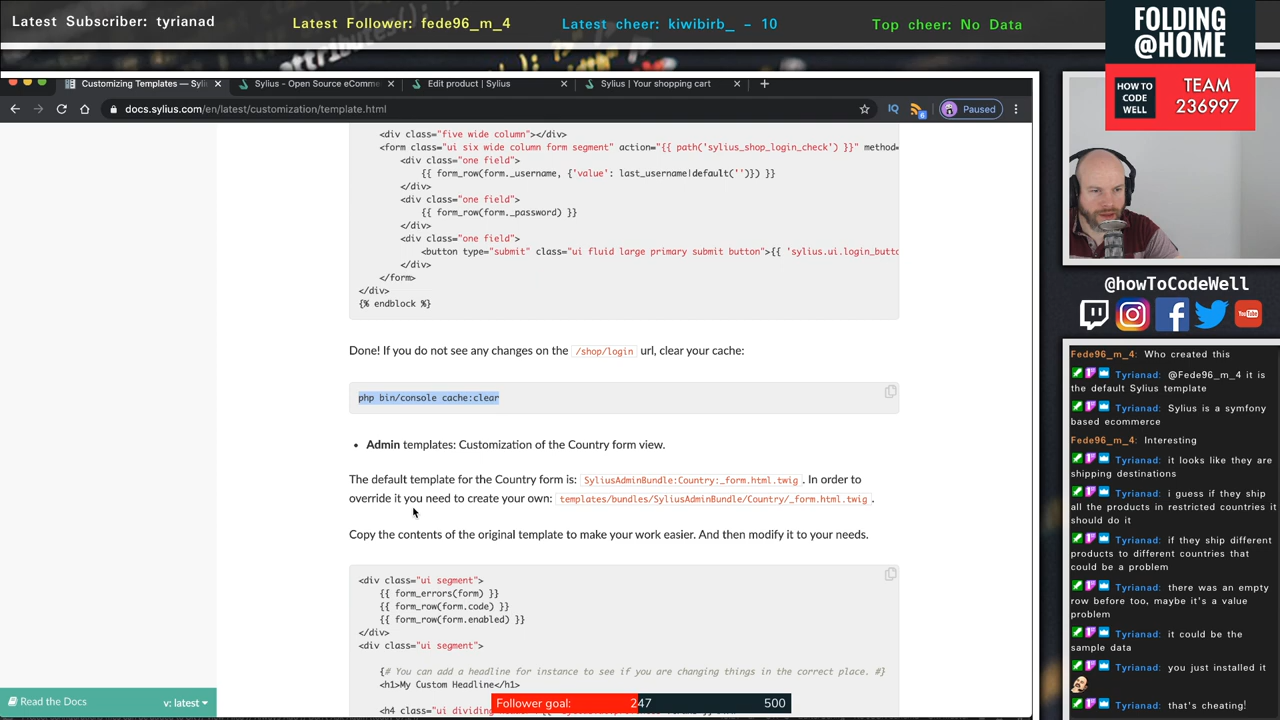 Latest Subscriber: tyrianad
Latest Follower: fede96_m_4
Latest cheer: kiwibirb_ - 10
Top cheer: No Data
FOLDING
@HOME
HOW TO
CODE
WELL
TEAM
236997
Customizing Templates — Syli
Sylius - Open Source eComme
Edit product | Sylius
Sylius | Your shopping cart
docs.sylius.com/en/latest/customization/template.html
Paused
<div class="five wide column"></div>
<form class="ui six wide column form segment" action="{{ path('sylius_shop_login_check') }}" method=
<div class="one field">
{{ form_row(form._username, {'value': last_username|default('')}) }}
</div>
<div class="one field">
{{ form_row(form._password) }}
</div>
<div class="one field">
<button type="submit" class="ui fluid large primary submit button">{{ 'sylius.ui.login_butto
</div>
</form>
</div>
{% endblock %}
Done! If you do not see any changes on the /shop/login url, clear your cache:
php bin/console cache:clear
• Admin templates: Customization of the Country form view.
The default template for the Country form is: SyliusAdminBundle:Country:_form.html.twig . In order to
override it you need to create your own: templates/bundles/SyliusAdminBundle/Country/_form.html.twig .
Copy the contents of the original template to make your work easier. And then modify it to your needs.
<div class="ui segment">
{{ form_errors(form) }}
{{ form_row(form.code) }}
{{ form_row(form.enabled) }}
</div>
<div class="ui segment">
{# You can add a headline for instance to see if you are changing things in the correct place. #}
<h1>My Custom Headline</h1>
<h4 class="ui dividing
Read the Docs
v: latest
Follower goal:
247
500
@howToCodeWell
Fede96_m_4: Who created this
Tyrianad: @Fede96_m_4 it is
the default Sylius template
Tyrianad: Sylius is a symfony
based ecommerce
Fede96_m_4: Interesting
Tyrianad: it looks like they are
shipping destinations
Tyrianad: i guess if they ship
all the products in restricted countries it
should do it
Tyrianad: if they ship different
products to different countries that
could be a problem
Tyrianad: there was an empty
row before too, maybe it's a value
problem
Tyrianad: it could be the
sample data
Tyrianad: you just installed it
Tyrianad: that's cheating!